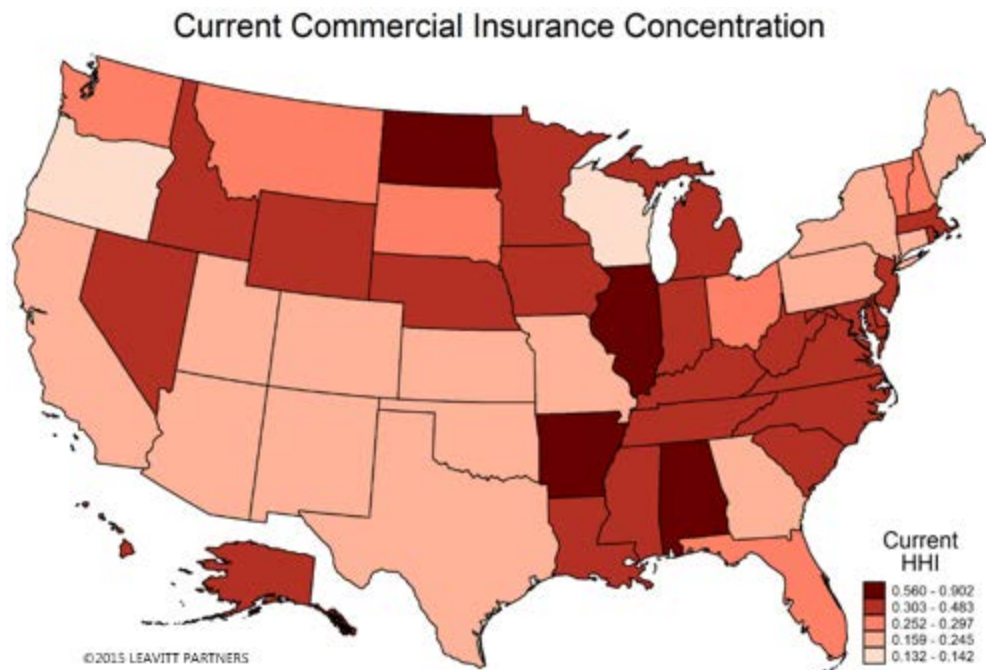 Current Commercial Insurance Concentration
Current
HHI
0.560 - 0.902
0.303 - 0.483
0.252 - 0.297
0.159 - 0.245
0.132 - 0.142
©2015 LEAVITT PARTNERS